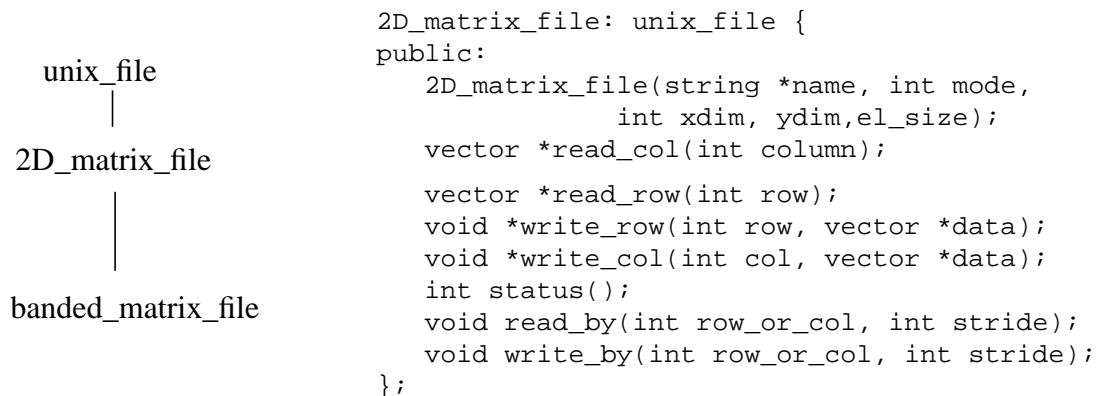 unix_file
2D_matrix_file
banded_matrix_file
2D_matrix_file: unix_file {
public:
2D_matrix_file(string *name, int mode,
int xdim, ydim,el_size);
vector *read_col(int column);
vector *read_row(int row);
void *write_row(int row, vector *data);
void *write_col(int col, vector *data);
int status();
void read_by(int row_or_col, int stride);
void write_by(int row_or_col, int stride);
};